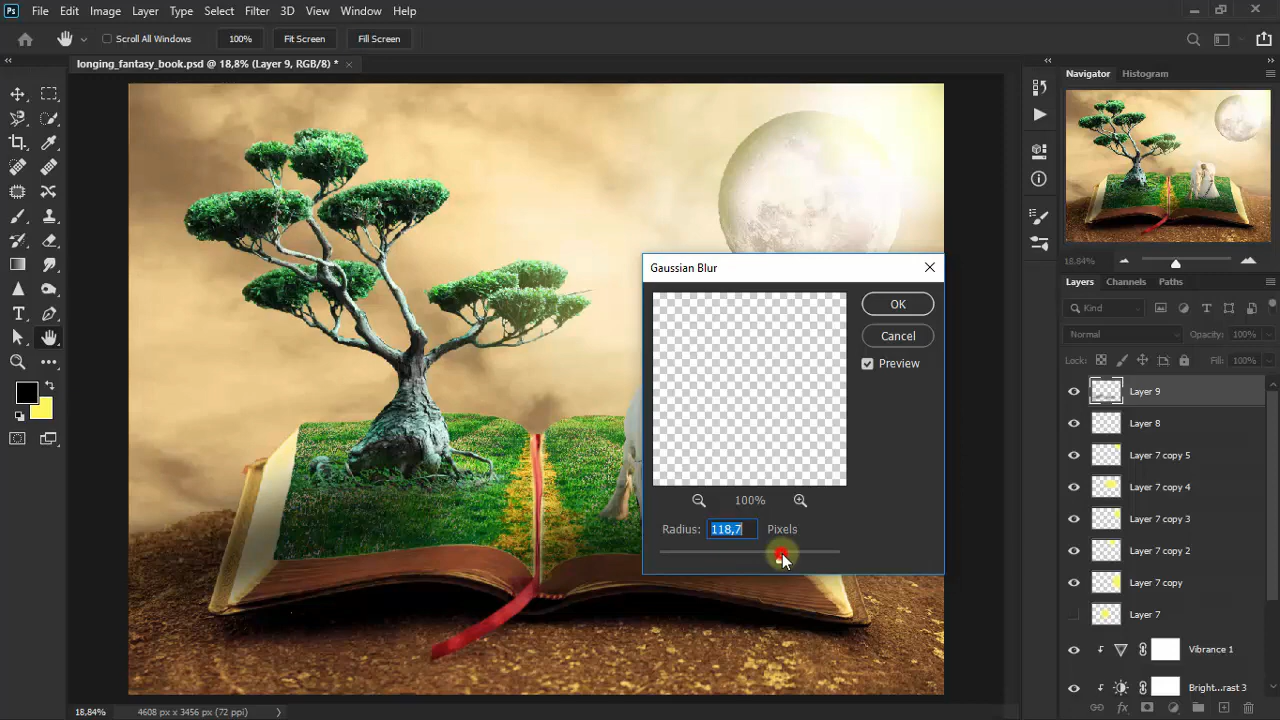 Ps File Edit Image Layer Type Select Filter 3D View Window Help
Scroll All Windows 100% Fit Screen Fill Screen
longing_fantasy_book.psd @ 18,8% (Layer 9, RGB/8) *
Navigator Histogram
18.84%
Layers Channels Paths
Kind
Normal Opacity: 100%
Lock: Fill: 100%
Layer 9
Layer 8
Layer 7 copy 5
Layer 7 copy 4
Layer 7 copy 3
Layer 7 copy 2
Layer 7 copy
Layer 7
Vibrance 1
Bright...rast 3
Gaussian Blur
OK
Cancel
Preview
100%
Radius: 118,7 Pixels
18,84% 4608 px x 3456 px (72 ppi)